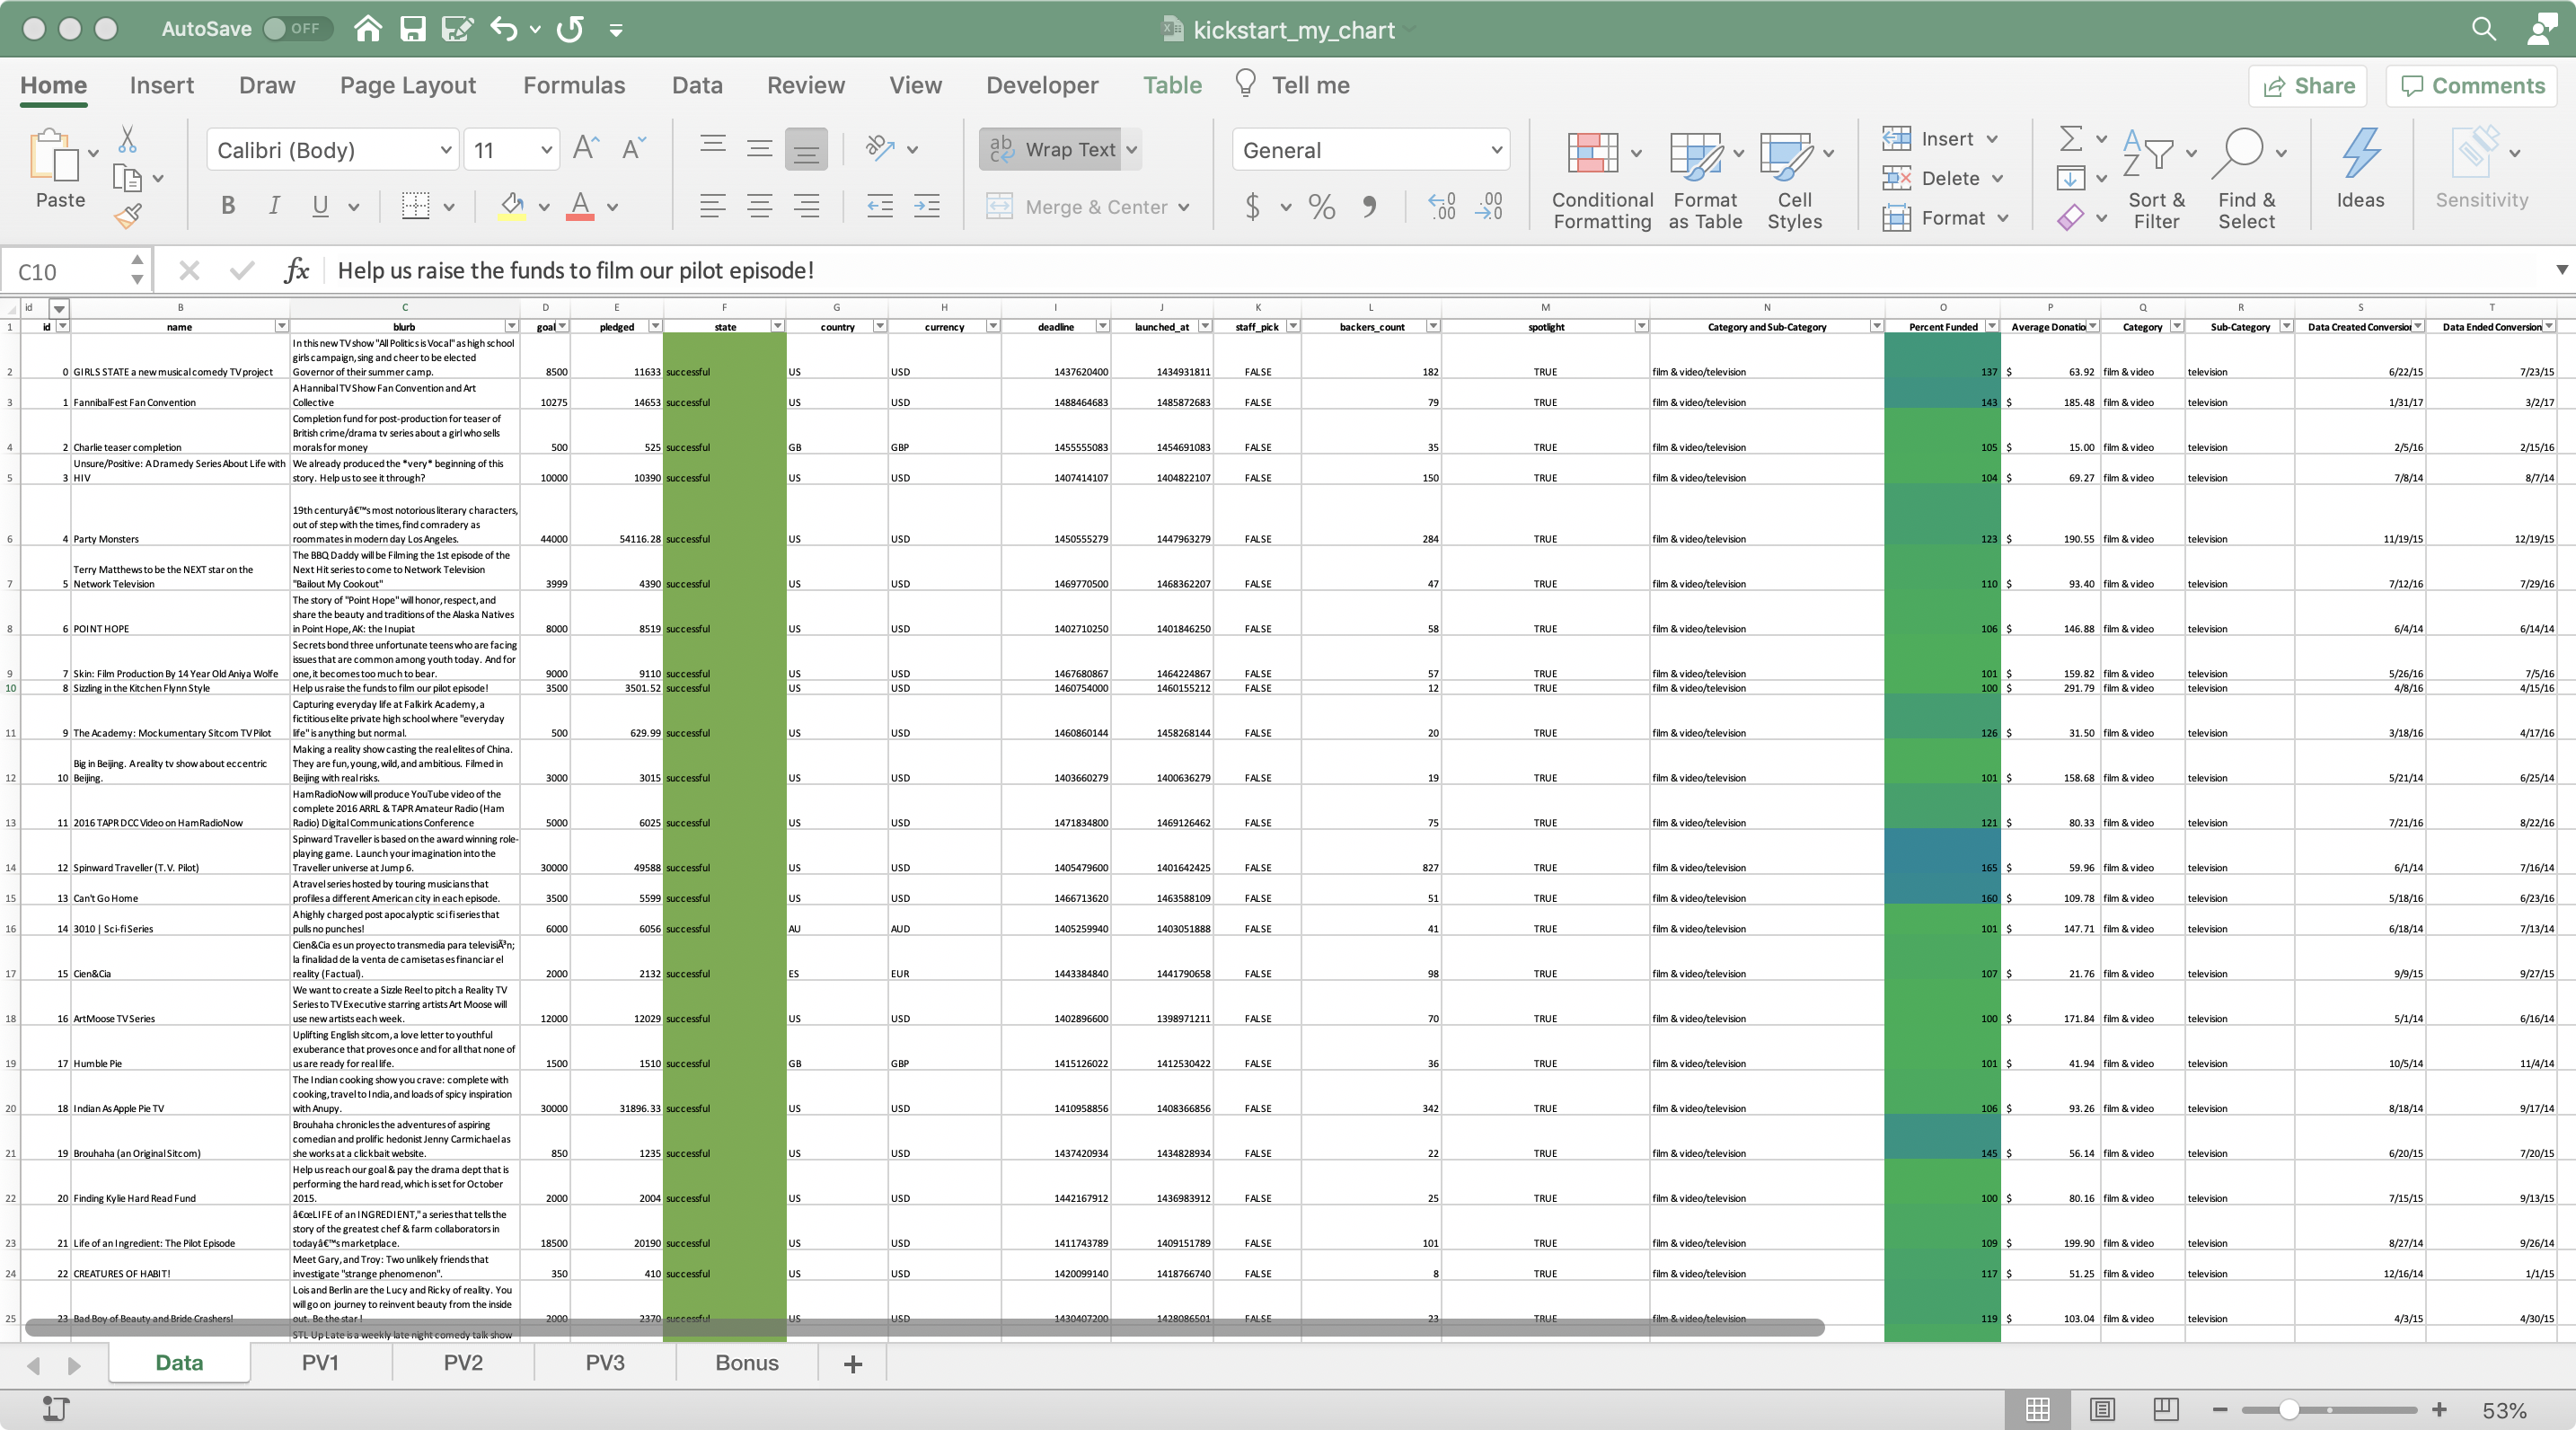 AutoSave OFF kickstart_my_chart
Home Insert Draw Page Layout Formulas Data Review View Developer Table Tell me Share Comments
Paste Calibri (Body) 11 Wrap Text General Conditional Formatting Format as Table Cell Styles Insert Delete Format Sort & Filter Find & Select Ideas Sensitivity
B I U Merge & Center $ %
C10 fx Help us raise the funds to film our pilot episode!
id B C D E F G H I J K L M N O P Q R S T
1 id name blurb goal pledged state country currency deadline launched_at staff_pick backers_count spotlight Category and Sub-Category Percent Funded Average Donatio Category Sub-Category Data Created Conversion Data Ended Conversion
In this new TV show "All Politics is Vocal" as high school
girls campaign, sing and cheer to be elected
2 0 GIRLS STATE a new musical comedy TV project Governor of their summer camp. 8500 11633 successful US USD 1437620400 1434931811 FALSE 182 TRUE film & video/television 137 $ 63.92 film & video television 6/22/15 7/23/15
A Hannibal TV Show Fan Convention and Art
3 1 FannibalFest Fan Convention Collective 10275 14653 successful US USD 1488464683 1485872683 FALSE 79 TRUE film & video/television 143 $ 185.48 film & video television 1/31/17 3/2/17
Completion fund for post-production for teaser of
British crime/drama tv series about a girl who sells
4 2 Charlie teaser completion morals for money 500 525 successful GB GBP 1455555083 1454691083 FALSE 35 TRUE film & video/television 105 $ 15.00 film & video television 2/5/16 2/15/16
Unsure/Positive: A Dramedy Series About Life with We already produced the *very* beginning of this
5 3 HIV story. Help us to see it through? 10000 10390 successful US USD 1407414107 1404822107 FALSE 150 TRUE film & video/television 104 $ 69.27 film & video television 7/8/14 8/7/14
19th centuryâ€™s most notorious literary characters,
out of step with the times, find comradery as
6 4 Party Monsters roommates in modern day Los Angeles. 44000 54116.28 successful US USD 1450555279 1447963279 FALSE 284 TRUE film & video/television 123 $ 190.55 film & video television 11/19/15 12/19/15
The BBQ Daddy will be Filming the 1st episode of the
Terry Matthews to be the NEXT star on the Next Hit series to come to Network Television
7 5 Network Television "Bailout My Cookout" 3999 4390 successful US USD 1469770500 1468362207 FALSE 47 TRUE film & video/television 110 $ 93.40 film & video television 7/12/16 7/29/16
The story of "Point Hope" will honor, respect, and
share the beauty and traditions of the Alaska Natives
8 6 POINT HOPE in Point Hope, AK: the Inupiat 8000 8519 successful US USD 1402710250 1401846250 FALSE 58 TRUE film & video/television 106 $ 146.88 film & video television 6/4/14 6/14/14
Secrets bond three unfortunate teens who are facing
issues that are common among youth today. And for
9 7 Skin: Film Production By 14 Year Old Aniya Wolfe one, it becomes too much to bear. 9000 9110 successful US USD 1467680867 1464224867 FALSE 57 TRUE film & video/television 101 $ 159.82 film & video television 5/26/16 7/5/16
10 8 Sizzling in the Kitchen Flynn Style Help us raise the funds to film our pilot episode! 3500 3501.52 successful US USD 1460754000 1460155212 FALSE 12 TRUE film & video/television 100 $ 291.79 film & video television 4/8/16 4/15/16
Capturing everyday life at Falkirk Academy, a
fictitious elite private high school where "everyday
11 9 The Academy: Mockumentary Sitcom TV Pilot life" is anything but normal. 500 629.99 successful US USD 1460860144 1458268144 FALSE 20 TRUE film & video/television 126 $ 31.50 film & video television 3/18/16 4/17/16
Making a reality show casting the real elites of China.
Big in Beijing. A reality tv show about eccentric They are fun, young, wild, and ambitious. Filmed in
12 10 Beijing. Beijing with real risks. 3000 3015 successful US USD 1403660279 1400636279 FALSE 19 TRUE film & video/television 101 $ 158.68 film & video television 5/21/14 6/25/14
HamRadioNow will produce YouTube video of the
complete 2016 ARRL & TAPR Amateur Radio (Ham
13 11 2016 TAPR DCC Video on HamRadioNow Radio) Digital Communications Conference 5000 6025 successful US USD 1471834800 1469126462 FALSE 75 TRUE film & video/television 121 $ 80.33 film & video television 7/21/16 8/22/16
Spinward Traveller is based on the award winning role-
playing game. Launch your imagination into the
14 12 Spinward Traveller (T.V. Pilot) Traveller universe at Jump 6. 30000 49588 successful US USD 1405479600 1401642425 FALSE 827 TRUE film & video/television 165 $ 59.96 film & video television 6/1/14 7/16/14
A travel series hosted by touring musicians that
15 13 Can't Go Home profiles a different American city in each episode. 3500 5599 successful US USD 1466713620 1463588109 FALSE 51 TRUE film & video/television 160 $ 109.78 film & video television 5/18/16 6/23/16
A highly charged post apocalyptic sci fi series that
16 14 3010 | Sci-fi Series pulls no punches! 6000 6056 successful AU AUD 1405259940 1403051888 FALSE 41 TRUE film & video/television 101 $ 147.71 film & video television 6/18/14 7/13/14
Cien&Cia es un proyecto transmedia para televisiÃ³n;
la finalidad de la venta de camisetas es financiar el
17 15 Cien&Cia reality (Factual). 2000 2132 successful ES EUR 1443384840 1441790658 FALSE 98 TRUE film & video/television 107 $ 21.76 film & video television 9/9/15 9/27/15
We want to create a Sizzle Reel to pitch a Reality TV
Series to TV Executive starring artists Art Moose will
18 16 ArtMoose TV Series use new artists each week. 12000 12029 successful US USD 1402896600 1398971211 FALSE 70 TRUE film & video/television 100 $ 171.84 film & video television 5/1/14 6/16/14
Uplifting English sitcom, a love letter to youthful
exuberance that proves once and for all that none of
19 17 Humble Pie us are ready for real life. 1500 1510 successful GB GBP 1415126022 1412530422 FALSE 36 TRUE film & video/television 101 $ 41.94 film & video television 10/5/14 11/4/14
The Indian cooking show you crave: complete with
cooking, travel to India, and loads of spicy inspiration
20 18 Indian As Apple Pie TV with Anupy. 30000 31896.33 successful US USD 1410958856 1408366856 FALSE 342 TRUE film & video/television 106 $ 93.26 film & video television 8/18/14 9/17/14
Brouhaha chronicles the adventures of aspiring
comedian and prolific hedonist Jenny Carmichael as
21 19 Brouhaha (an Original Sitcom) she works at a clickbait website. 850 1235 successful US USD 1437420934 1434828934 FALSE 22 TRUE film & video/television 145 $ 56.14 film & video television 6/20/15 7/20/15
Help us reach our goal & pay the drama dept that is
performing the hard read, which is set for October
22 20 Finding Kylie Hard Read Fund 2015. 2000 2004 successful US USD 1442167912 1436983912 FALSE 25 TRUE film & video/television 100 $ 80.16 film & video television 7/15/15 9/13/15
â€œLIFE of an INGREDIENT," a series that tells the
story of the greatest chef & farm collaborators in
23 21 Life of an Ingredient: The Pilot Episode todayâ€™s marketplace. 18500 20190 successful US USD 1411743789 1409151789 FALSE 101 TRUE film & video/television 109 $ 199.90 film & video television 8/27/14 9/26/14
Meet Gary, and Troy: Two unlikely friends that
24 22 CREATURES OF HABIT! investigate "strange phenomenon". 350 410 successful US USD 1420099140 1418766740 FALSE 8 TRUE film & video/television 117 $ 51.25 film & video television 12/16/14 1/1/15
Lois and Berlin are the Lucy and Ricky of reality. You
will go on journey to reinvent beauty from the inside
25 23 Bad Boy of Beauty and Bride Crashers! out. Be the star ! 2000 2370 successful US USD 1430407200 1428086501 FALSE 23 TRUE film & video/television 119 $ 103.04 film & video television 4/3/15 4/30/15
STL Up Late is a weekly late night comedy talk show
Data PV1 PV2 PV3 Bonus +
53%